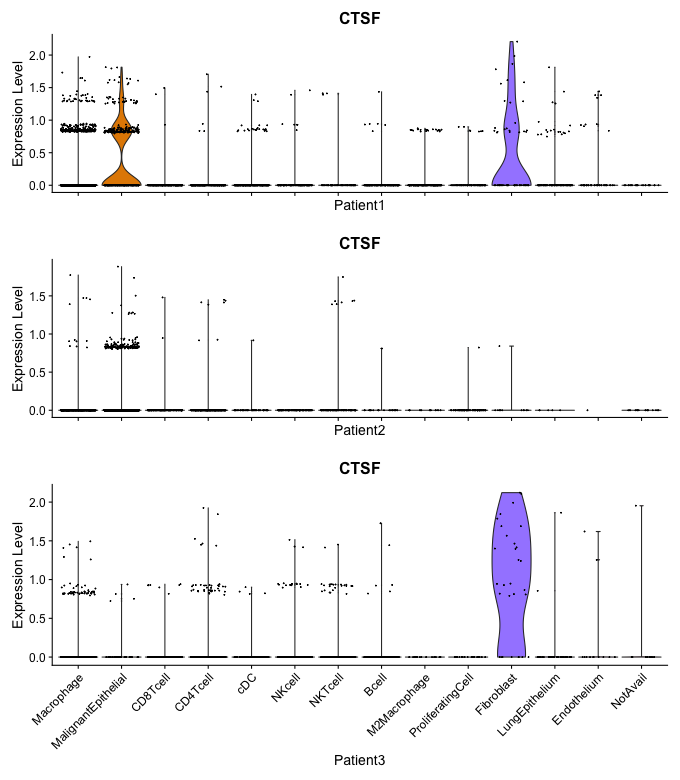 CTSF
Expression Level
2.0
1.5
1.0
0.5
0.0
Patient1
CTSF
Expression Level
1.5
1.0
0.5
0.0
Patient2
CTSF
Expression Level
2.0
1.5
1.0
0.5
0.0
Macrophage
MalignantEpithelial
CD8Tcell
CD4Tcell
cDC
NKcell
NKTcell
Bcell
M2Macrophage
ProliferatingCell
Fibroblast
LungEpithelium
Endothelium
NotAvail
Patient3